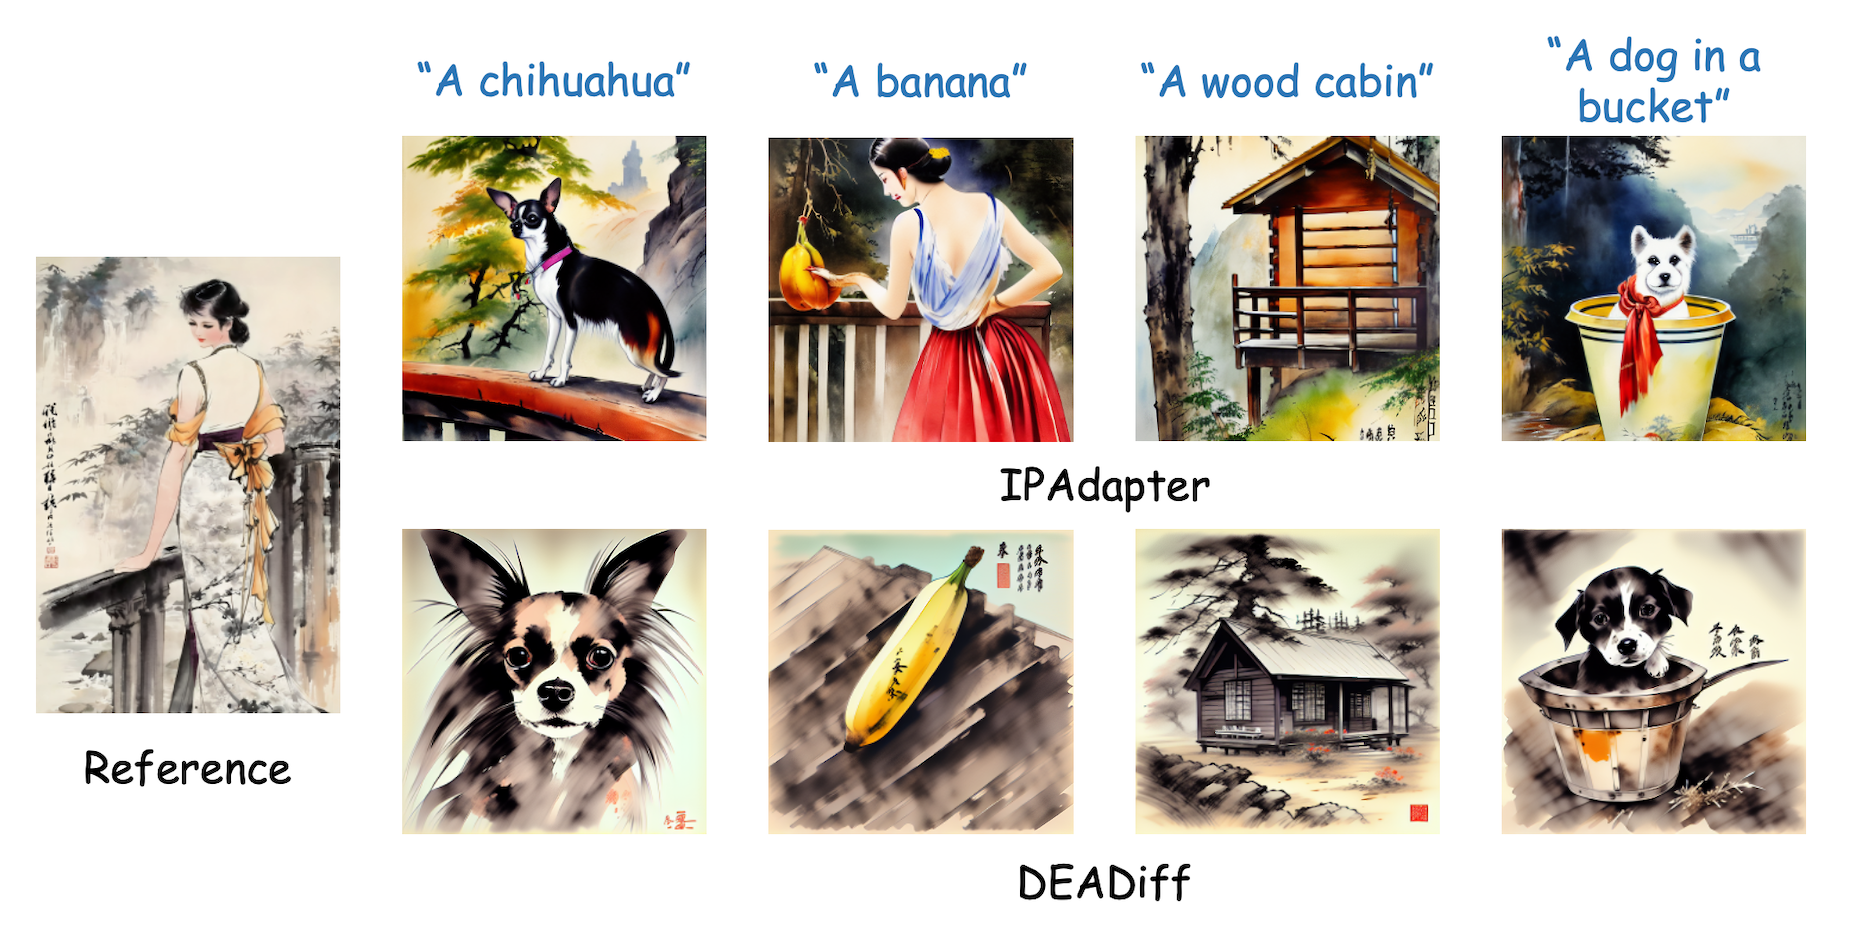 “A chihuahua”
“A banana”
“A wood cabin”
“A dog in a
bucket”
IPAdapter
Reference
DEADiff